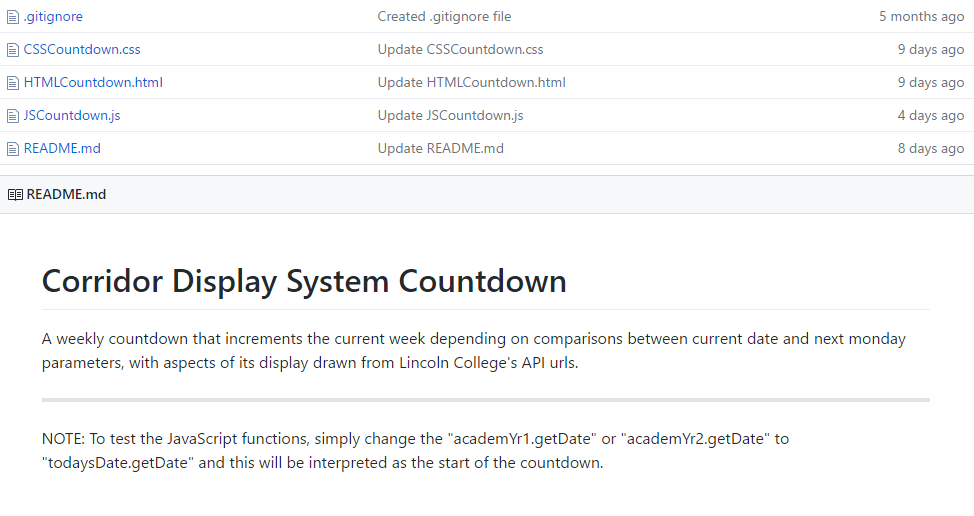 .gitignore Created .gitignore file 5 months ago
CSSCountdown.css Update CSSCountdown.css 9 days ago
HTMLCountdown.html Update HTMLCountdown.html 9 days ago
JSCountdown.js Update JSCountdown.js 4 days ago
README.md Update README.md 8 days ago
README.md
Corridor Display System Countdown
A weekly countdown that increments the current week depending on comparisons between current date and next monday
parameters, with aspects of its display drawn from Lincoln College's API urls.
NOTE: To test the JavaScript functions, simply change the "academYr1.getDate" or "academYr2.getDate" to
"todaysDate.getDate" and this will be interpreted as the start of the countdown.